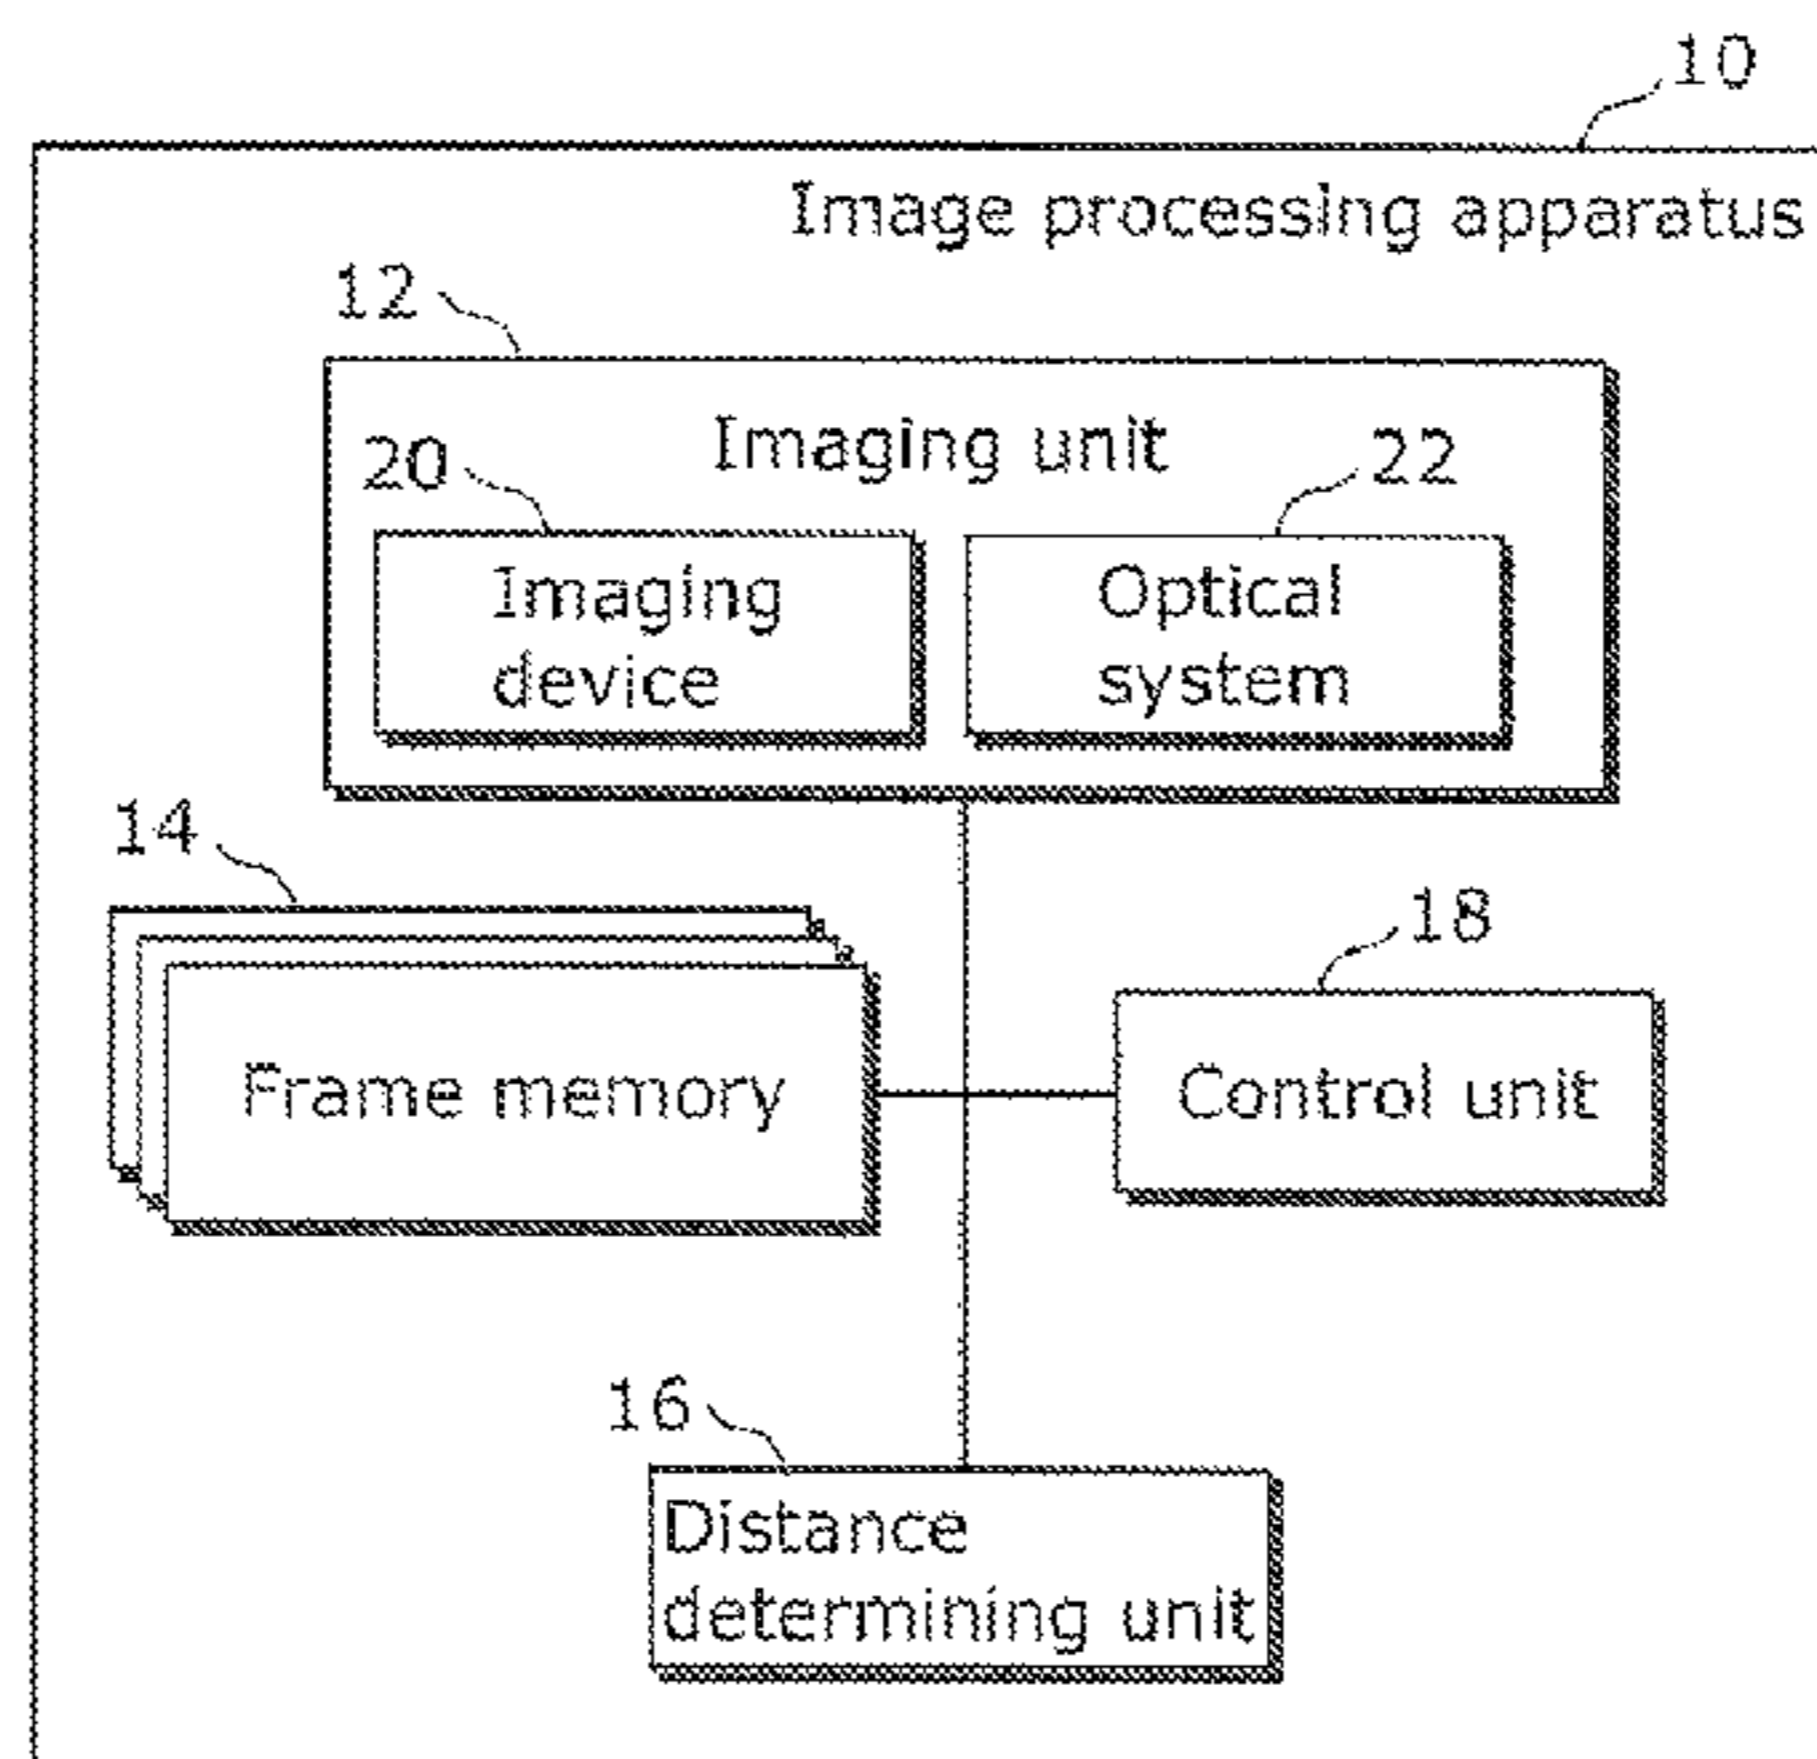 10
Image processing apparatus
12
Imaging unit
20
22
Imaging
device
Optical
system
14
18
Frame memory
Control unit
16
Distance
determining unit